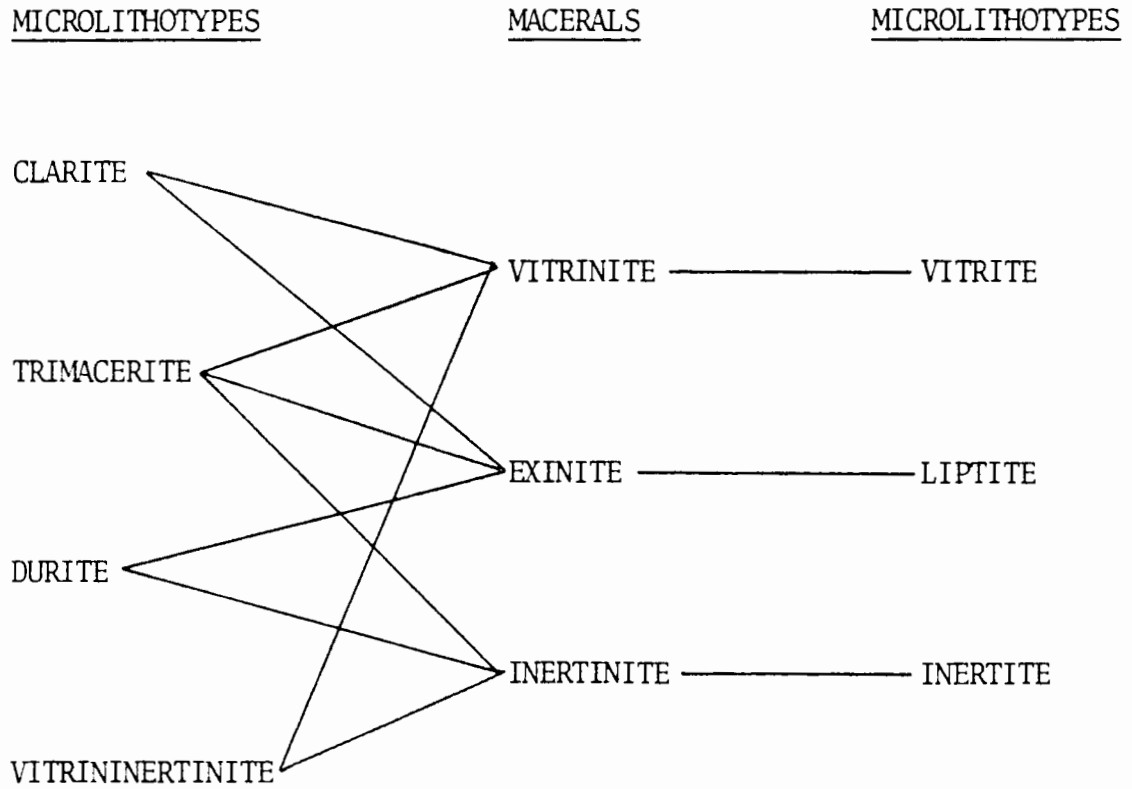 MICROLITHOTYPES MACERALS MICROLITHOTYPES
CLARITE
VITRINITE VITRITE
TRIMACERITE
EXINITE LIPTITE
DURITE
INERTINITE INERTITE
VITRININERTINITE